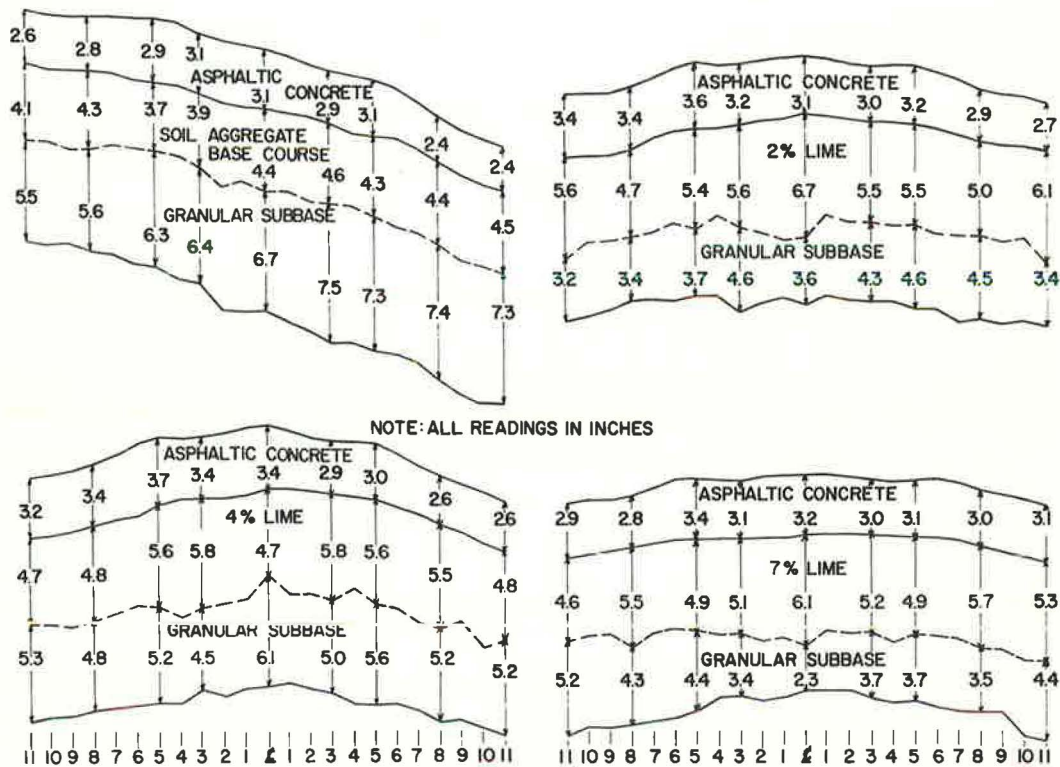 2.6 2.8 2.9 3.1 3.1 2.9 3.1 2.4 2.4
ASPHALTIC
CONCRETE
4.1 4.3 3.7 3.9 4.4 4.6 4.3 4.4 4.5
SOIL AGGREGATE
BASE COURSE
GRANULAR SUBBASE
5.5 5.6 6.3 6.4 6.7 7.5 7.3 7.4 7.3
ASPHALTIC CONCRETE
3.4 3.4 3.6 3.2 3.1 3.0 3.2 2.9 2.7
2% LIME
5.6 4.7 5.4 5.6 6.7 5.5 5.5 5.0 6.1
GRANULAR SUBBASE
3.2 3.4 3.7 4.6 3.6 4.3 4.6 4.5 3.4
NOTE: ALL READINGS IN INCHES
ASPHALTIC CONCRETE
3.2 3.4 3.7 3.4 3.4 2.9 3.0 2.6 2.6
4% LIME
4.7 4.8 5.6 5.8 4.7 5.8 5.6 5.5 4.8
GRANULAR SUBBASE
5.3 4.8 5.2 4.5 6.1 5.0 5.6 5.2 5.2
11 10 9 8 7 6 5 4 3 2 1 ℄ 1 2 3 4 5 6 7 8 9 10 11
ASPHALTIC CONCRETE
2.9 2.8 3.4 3.1 3.2 3.0 3.1 3.0 3.1
7% LIME
4.6 5.5 4.9 5.1 6.1 5.2 4.9 5.7 5.3
GRANULAR SUBBASE
5.2 4.3 4.4 3.4 2.3 3.7 3.7 3.5 4.4
11 10 9 8 7 6 5 4 3 2 1 ℄ 1 2 3 4 5 6 7 8 9 10 11